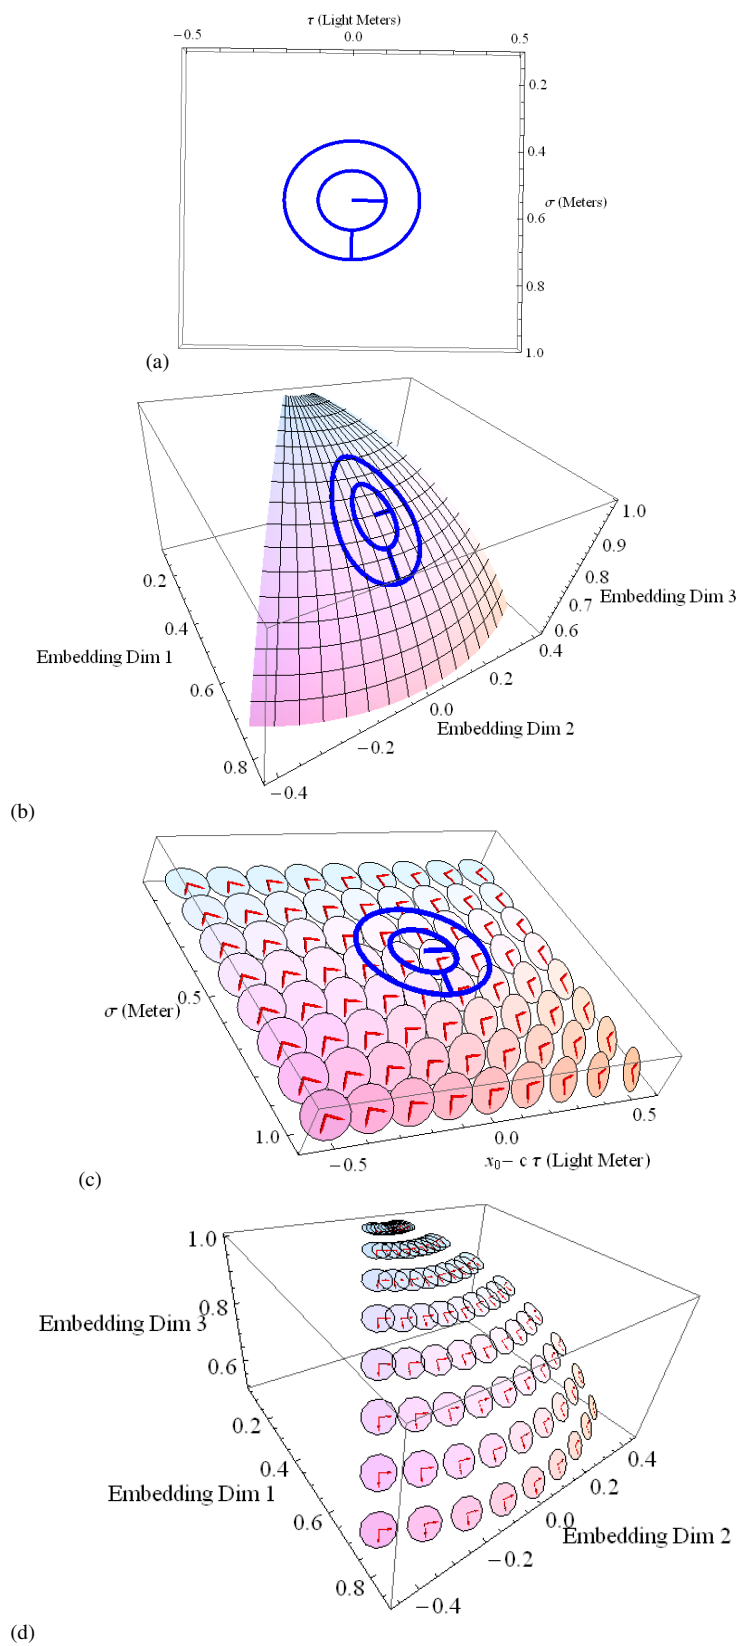 τ (Light Meters)
−0.5 0.0 0.5
0.2
0.4
σ (Meters)
0.6
0.8
1.0
(a)
1.0
0.9
0.8
Embedding Dim 3
0.7
0.6
0.2
0.4
Embedding Dim 1
0.6
0.8
0.4
0.2
0.0
Embedding Dim 2
−0.2
−0.4
(b)
0.5
σ (Meter)
1.0
−0.5 0.0 0.5
x₀− c τ (Light Meter)
(c)
1.0
0.8
Embedding Dim 3
0.6
0.2
0.4
Embedding Dim 1
0.6
0.8
0.4
0.2
0.0
Embedding Dim 2
−0.2
−0.4
(d)